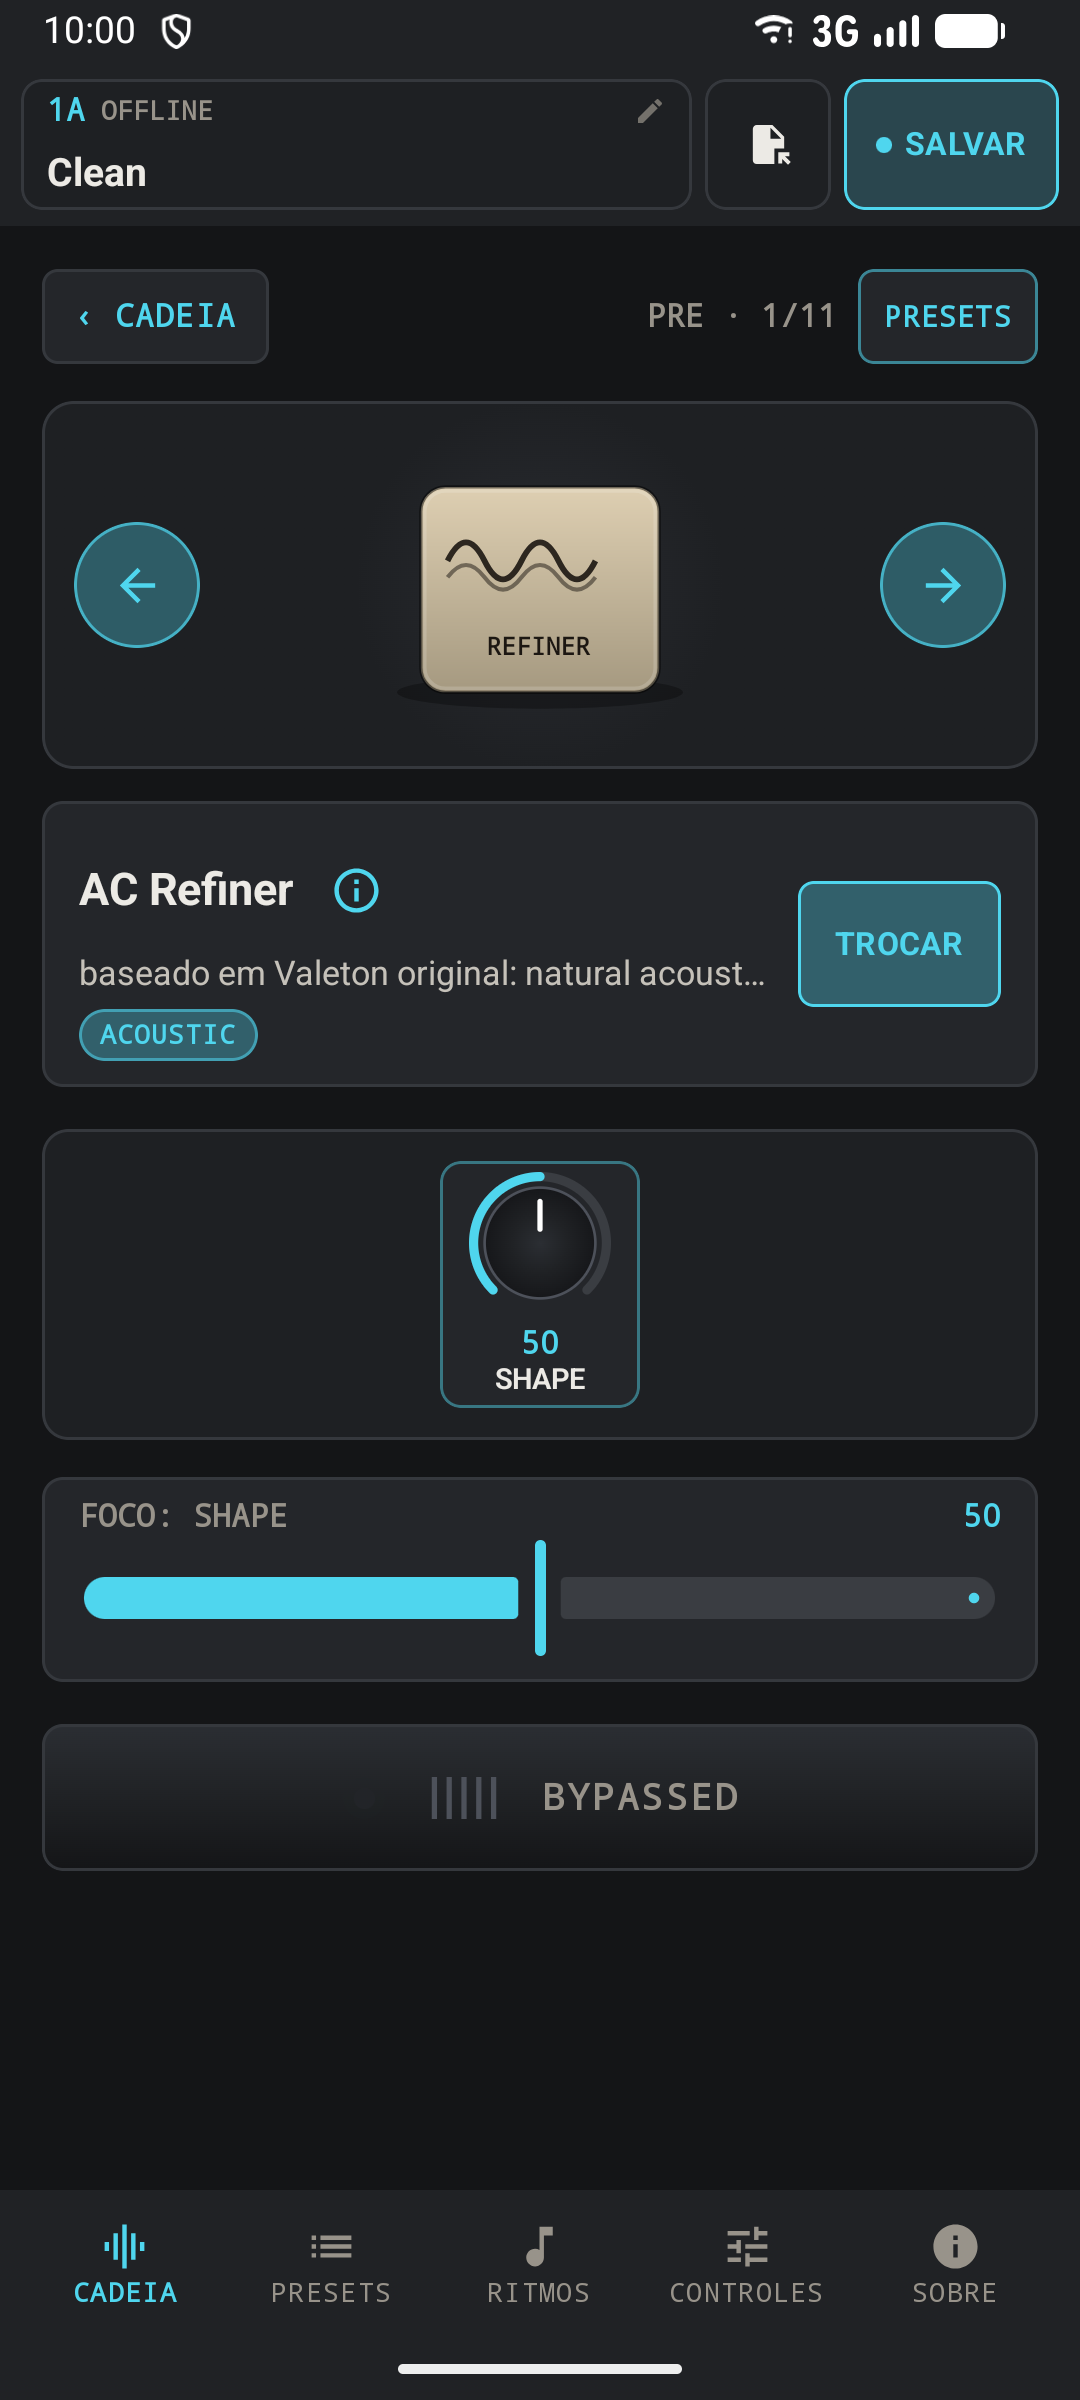 10:00
3G
1A OFFLINE
Clean
SALVAR
‹ CADEIA
PRE · 1/11
PRESETS
REFINER
AC Refiner
baseado em Valeton original: natural acoust...
TROCAR
ACOUSTIC
50
SHAPE
FOCO: SHAPE
50
BYPASSED
CADEIA
PRESETS
RITMOS
CONTROLES
SOBRE